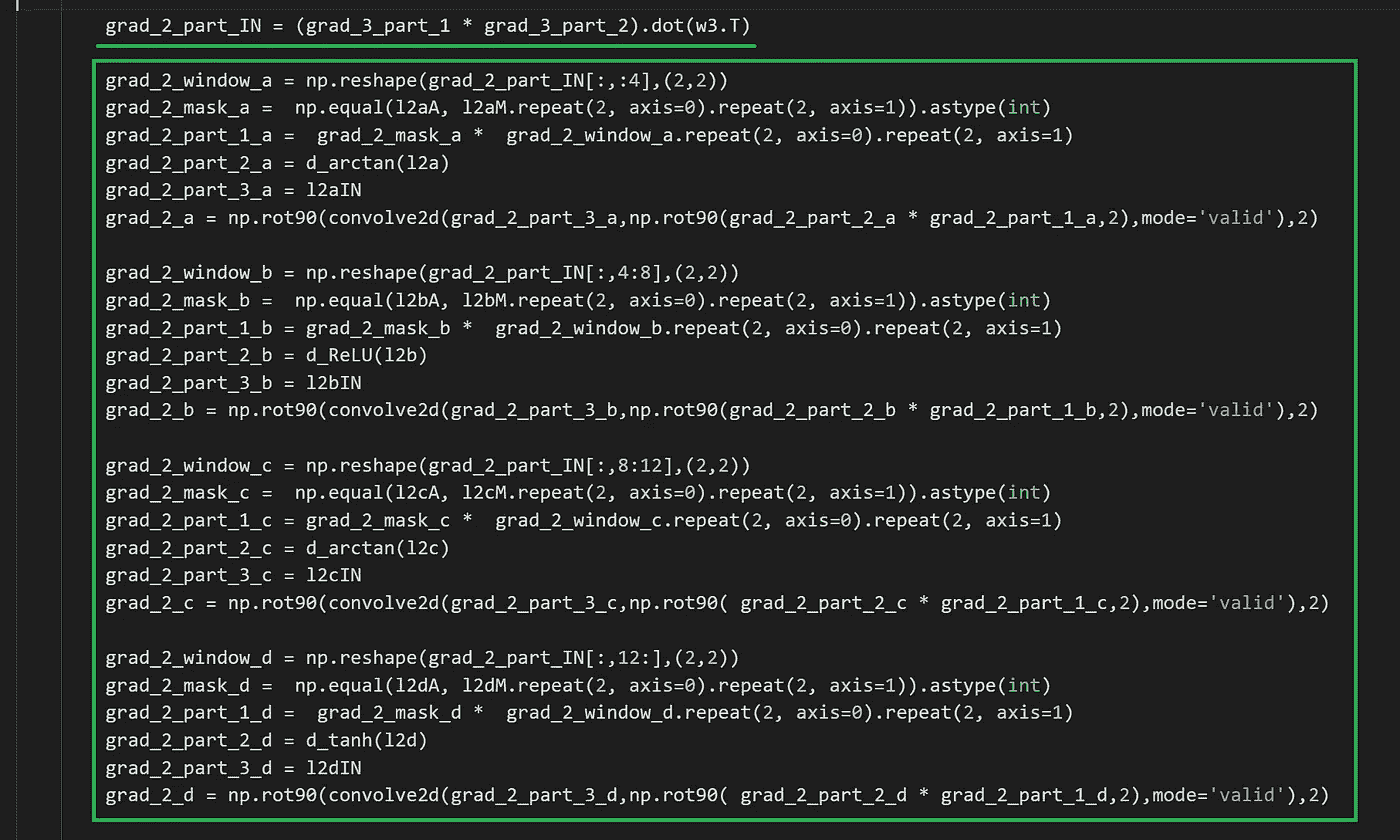 grad_2_part_IN = (grad_3_part_1 * grad_3_part_2).dot(w3.T)
grad_2_window_a = np.reshape(grad_2_part_IN[:,:4],(2,2))
grad_2_mask_a =  np.equal(l2aA, l2aM.repeat(2, axis=0).repeat(2, axis=1)).astype(int)
grad_2_part_1_a =  grad_2_mask_a *  grad_2_window_a.repeat(2, axis=0).repeat(2, axis=1)
grad_2_part_2_a = d_arctan(l2a)
grad_2_part_3_a = l2aIN
grad_2_a = np.rot90(convolve2d(grad_2_part_3_a,np.rot90(grad_2_part_2_a * grad_2_part_1_a,2),mode='valid'),2)
grad_2_window_b = np.reshape(grad_2_part_IN[:,4:8],(2,2))
grad_2_mask_b =  np.equal(l2bA, l2bM.repeat(2, axis=0).repeat(2, axis=1)).astype(int)
grad_2_part_1_b = grad_2_mask_b *  grad_2_window_b.repeat(2, axis=0).repeat(2, axis=1)
grad_2_part_2_b = d_ReLU(l2b)
grad_2_part_3_b = l2bIN
grad_2_b = np.rot90(convolve2d(grad_2_part_3_b,np.rot90(grad_2_part_2_b * grad_2_part_1_b,2),mode='valid'),2)
grad_2_window_c = np.reshape(grad_2_part_IN[:,8:12],(2,2))
grad_2_mask_c =  np.equal(l2cA, l2cM.repeat(2, axis=0).repeat(2, axis=1)).astype(int)
grad_2_part_1_c = grad_2_mask_c *  grad_2_window_c.repeat(2, axis=0).repeat(2, axis=1)
grad_2_part_2_c = d_arctan(l2c)
grad_2_part_3_c = l2cIN
grad_2_c = np.rot90(convolve2d(grad_2_part_3_c,np.rot90( grad_2_part_2_c * grad_2_part_1_c,2),mode='valid'),2)
grad_2_window_d = np.reshape(grad_2_part_IN[:,12:],(2,2))
grad_2_mask_d =  np.equal(l2dA, l2dM.repeat(2, axis=0).repeat(2, axis=1)).astype(int)
grad_2_part_1_d =  grad_2_mask_d *  grad_2_window_d.repeat(2, axis=0).repeat(2, axis=1)
grad_2_part_2_d = d_tanh(l2d)
grad_2_part_3_d = l2dIN
grad_2_d = np.rot90(convolve2d(grad_2_part_3_d,np.rot90( grad_2_part_2_d * grad_2_part_1_d,2),mode='valid'),2)